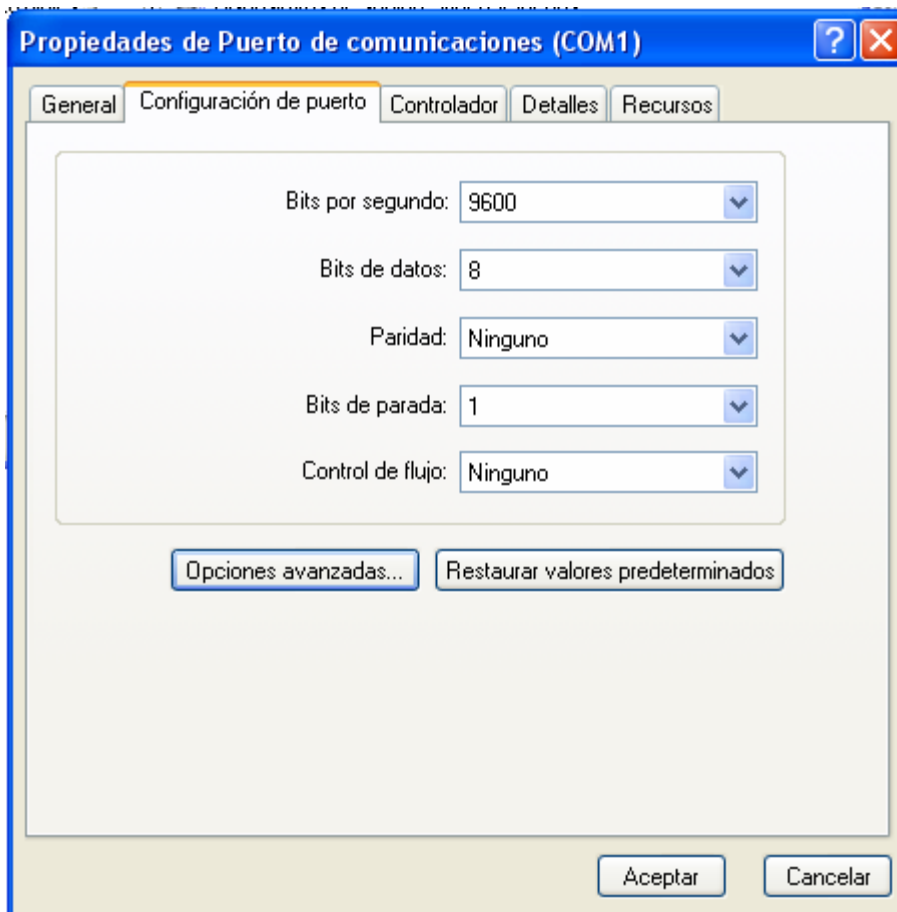 Propiedades de Puerto de comunicaciones (COM1)
General Configuración de puerto Controlador Detalles Recursos
Bits por segundo: 9600
Bits de datos: 8
Paridad: Ninguno
Bits de parada: 1
Control de flujo: Ninguno
Opciones avanzadas... Restaurar valores predeterminados
Aceptar Cancelar